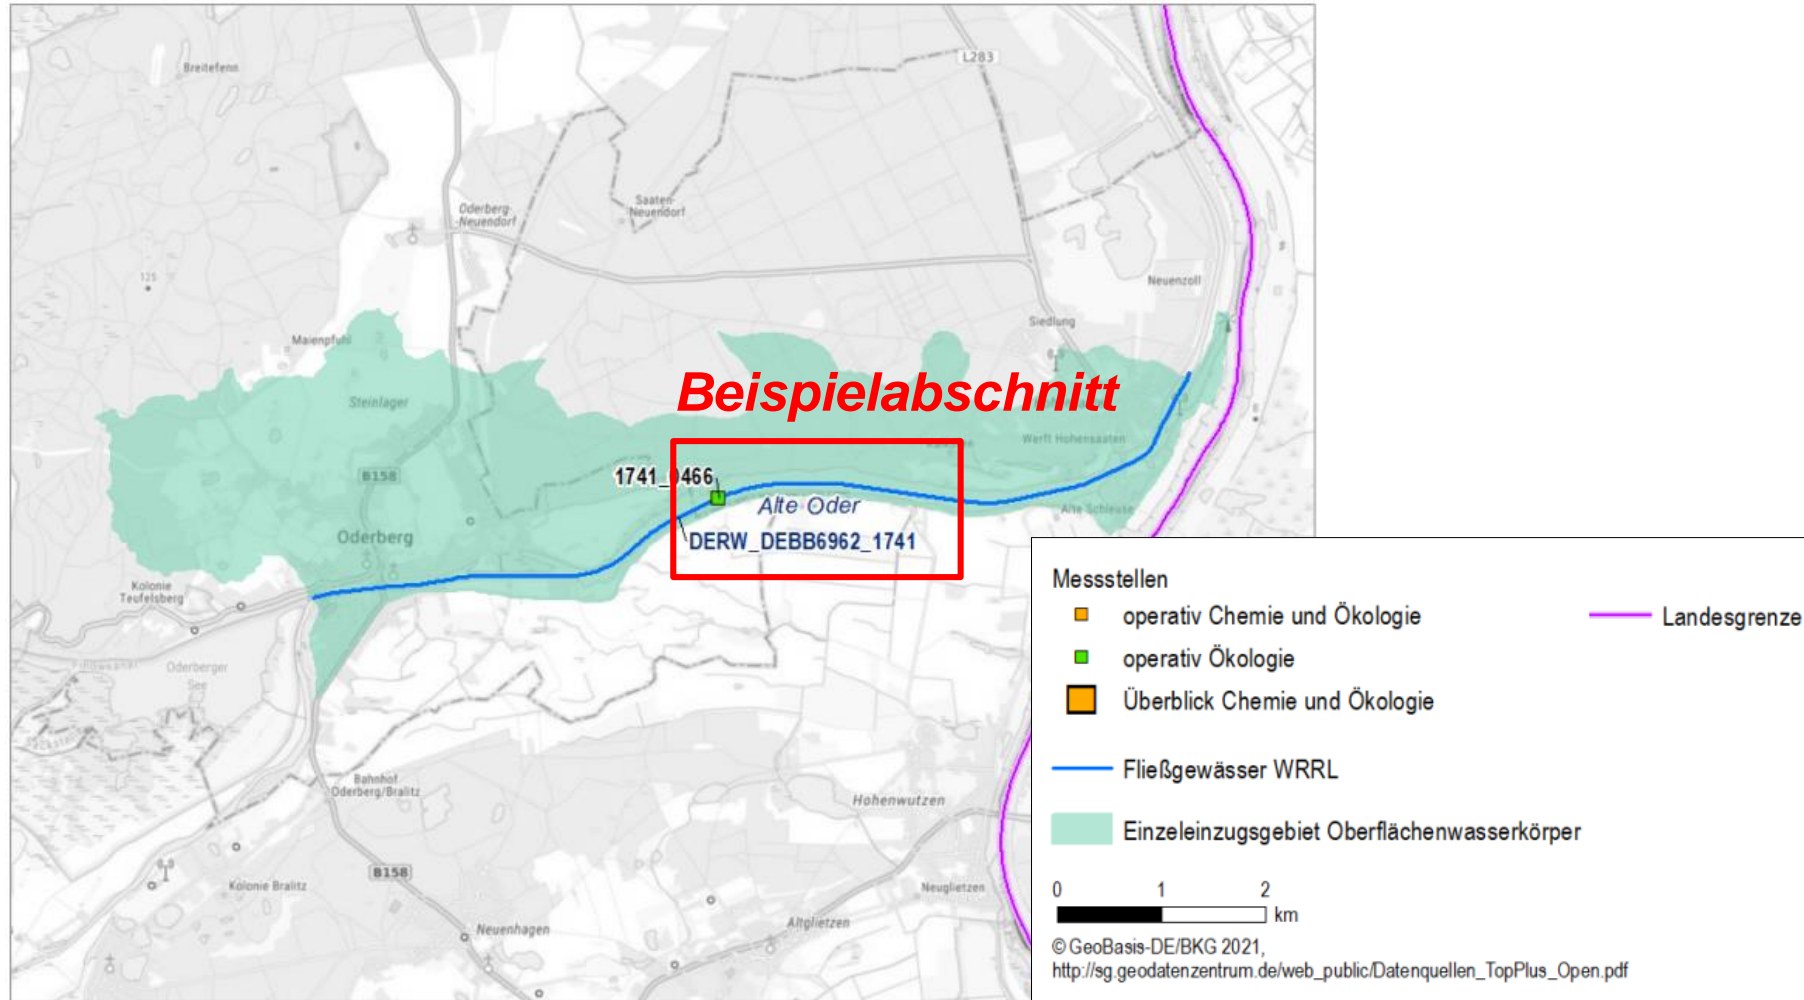 Breitefenn
L283
Saaten-
Neuendorf
Oderberg-
Neuendorf
125
Neuenzoll
Siedlung
Maienpfuhl
Beispielabschnitt
Steinlager
Werft Hohensaaten
B158
1741_0466
Alte Oder
Alte Schleuse
Oderberg
DERW_DEBB6962_1741
Kolonie
Teufelsberg
Oderberger
See
Bahnhof
Oderberg/Bralitz
Hohenwutzen
B158
Kolonie Bralitz
Neuglietzen
Altglietzen
Neuenhagen
Messstellen
operativ Chemie und Ökologie
Landesgrenze
operativ Ökologie
Überblick Chemie und Ökologie
Fließgewässer WRRL
Einzeleinzugsgebiet Oberflächenwasserkörper
0 1 2
km
© GeoBasis-DE/BKG 2021,
http://sg.geodatenzentrum.de/web_public/Datenquellen_TopPlus_Open.pdf